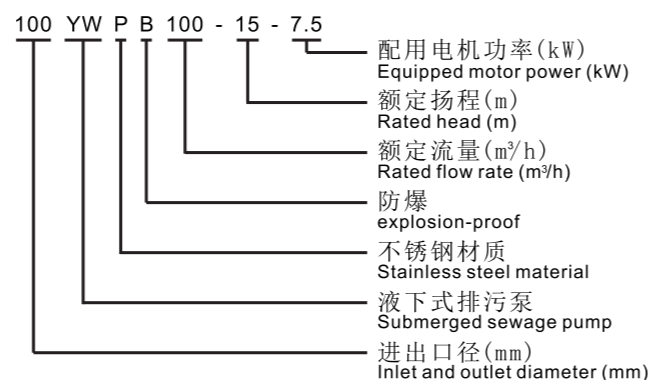 100 YW P B 100 - 15 - 7.5
配用电机功率(kW)
Equipped motor power (kW)
额定扬程(m)
Rated head (m)
额定流量(m³/h)
Rated flow rate (m³/h)
防爆
explosion-proof
不锈钢材质
Stainless steel material
液下式排污泵
Submerged sewage pump
进出口径(mm)
Inlet and outlet diameter (mm)